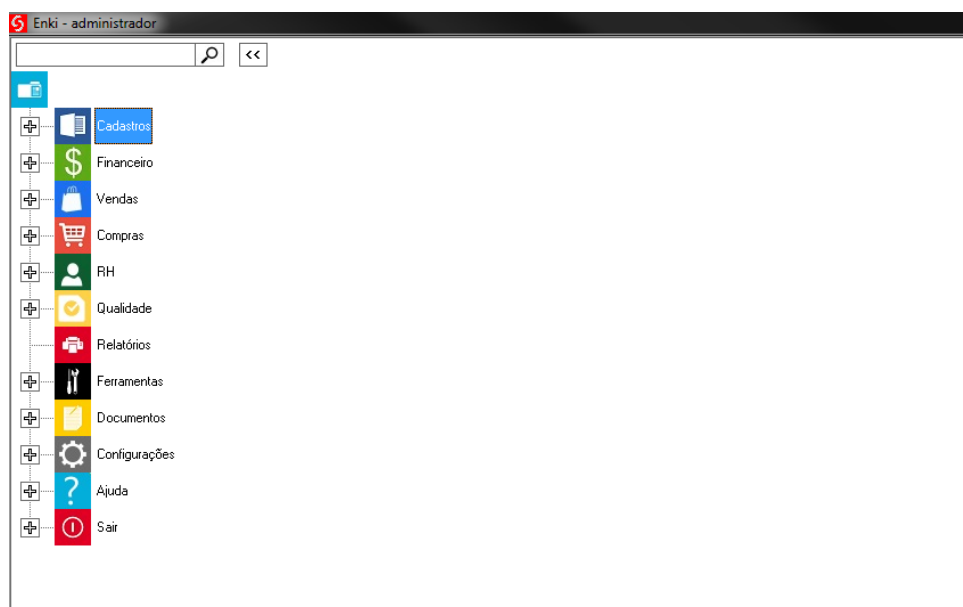 Enki - administrador
<<
Cadastros
Financeiro
Vendas
Compras
RH
Qualidade
Relatórios
Ferramentas
Documentos
Configurações
Ajuda
Sair